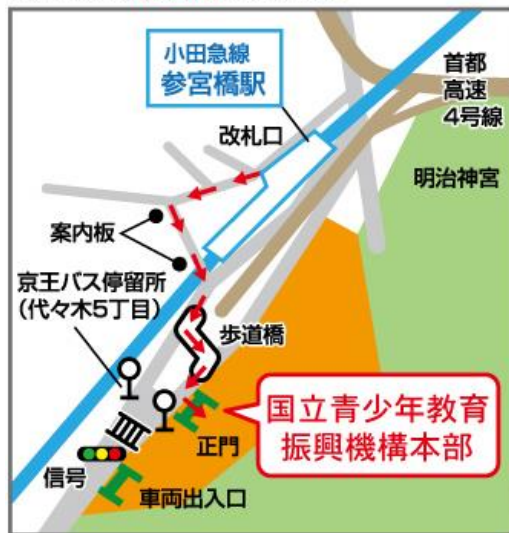 小田急線
参宮橋駅
改札口
首都
高速
4号線
明治神宮
案内板
京王バス停留所
（代々木5丁目）
歩道橋
国立青少年教育
振興機構本部
正門
信号
車両出入口